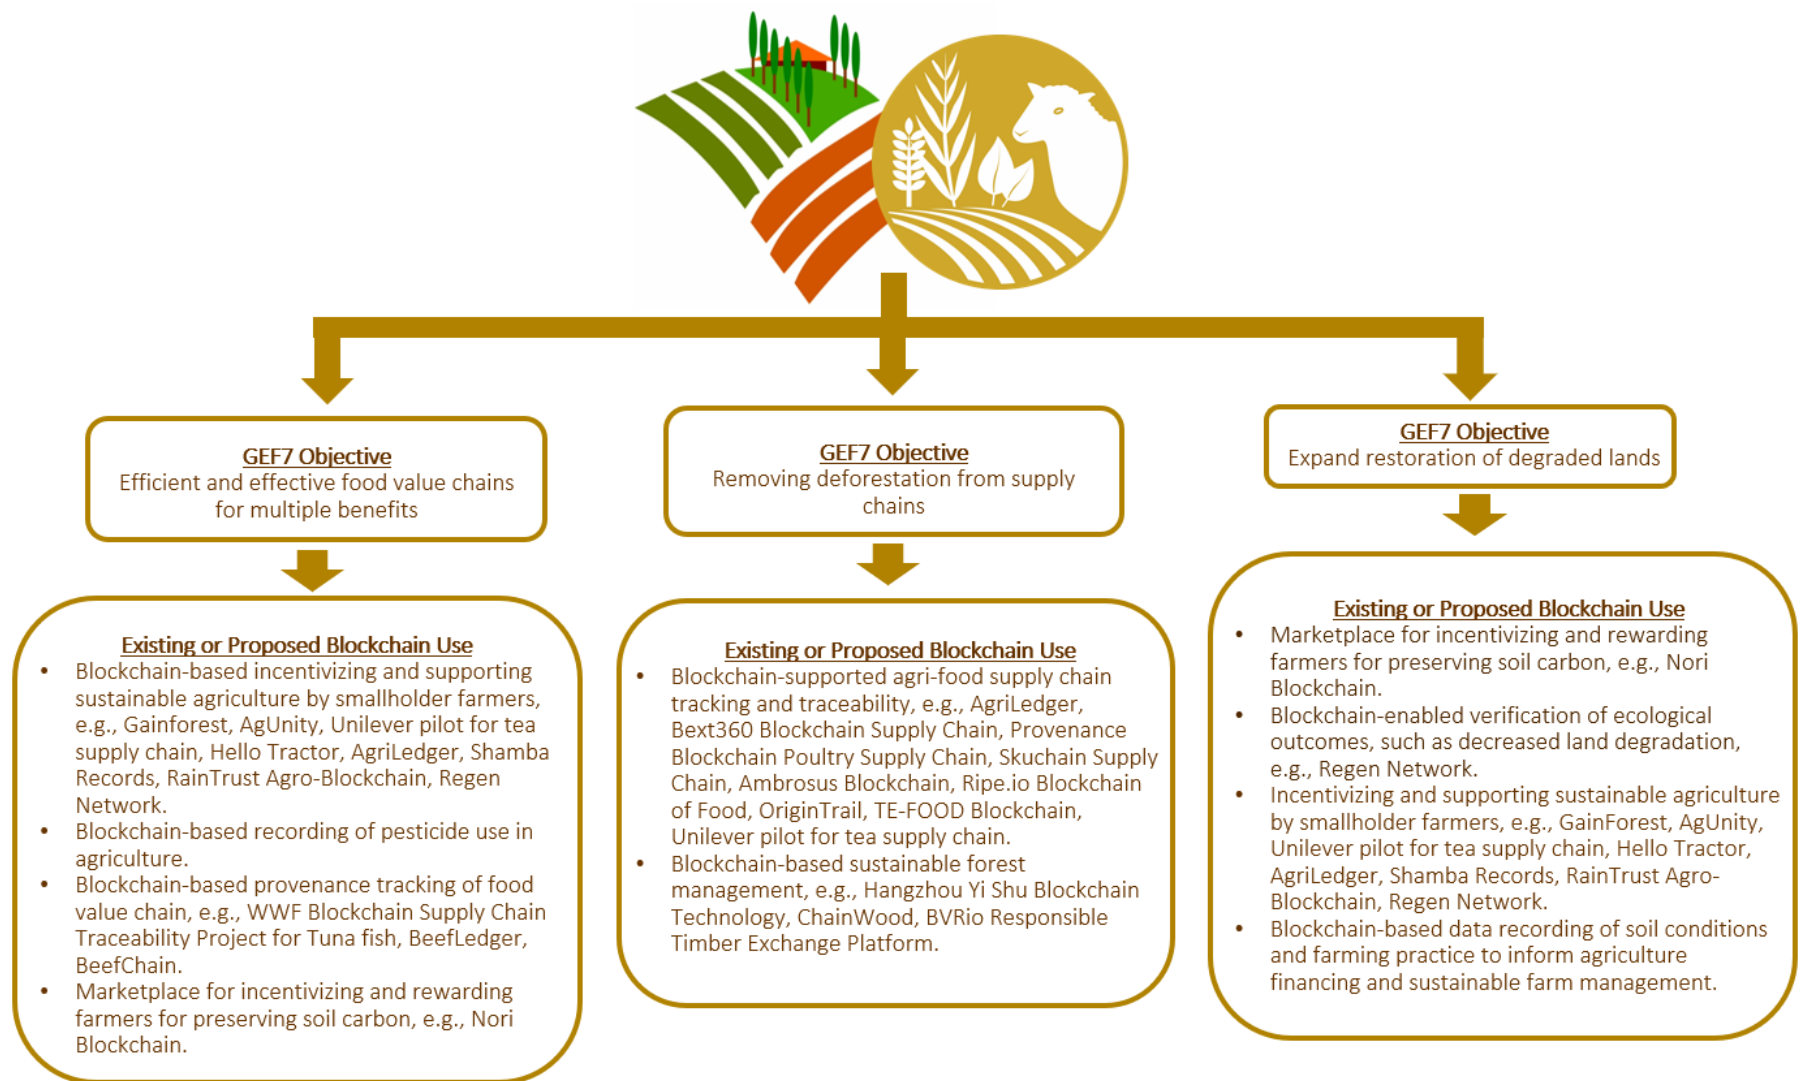 GEF7 Objective
Efficient and effective food value chains
for multiple benefits
GEF7 Objective
Removing deforestation from supply
chains
GEF7 Objective
Expand restoration of degraded lands
Existing or Proposed Blockchain Use
• Blockchain-based incentivizing and supporting
sustainable agriculture by smallholder farmers,
e.g., Gainforest, AgUnity, Unilever pilot for tea
supply chain, Hello Tractor, AgriLedger, Shamba
Records, RainTrust Agro-Blockchain, Regen
Network.
• Blockchain-based recording of pesticide use in
agriculture.
• Blockchain-based provenance tracking of food
value chain, e.g., WWF Blockchain Supply Chain
Traceability Project for Tuna fish, BeefLedger,
BeefChain.
• Marketplace for incentivizing and rewarding
farmers for preserving soil carbon, e.g., Nori
Blockchain.
Existing or Proposed Blockchain Use
• Blockchain-supported agri-food supply chain
tracking and traceability, e.g., AgriLedger,
Bext360 Blockchain Supply Chain, Provenance
Blockchain Poultry Supply Chain, Skuchain Supply
Chain, Ambrosus Blockchain, Ripe.io Blockchain
of Food, OriginTrail, TE-FOOD Blockchain,
Unilever pilot for tea supply chain.
• Blockchain-based sustainable forest
management, e.g., Hangzhou Yi Shu Blockchain
Technology, ChainWood, BVRio Responsible
Timber Exchange Platform.
Existing or Proposed Blockchain Use
• Marketplace for incentivizing and rewarding
farmers for preserving soil carbon, e.g., Nori
Blockchain.
• Blockchain-enabled verification of ecological
outcomes, such as decreased land degradation,
e.g., Regen Network.
• Incentivizing and supporting sustainable agriculture
by smallholder farmers, e.g., GainForest, AgUnity,
Unilever pilot for tea supply chain, Hello Tractor,
AgriLedger, Shamba Records, RainTrust Agro-
Blockchain, Regen Network.
• Blockchain-based data recording of soil conditions
and farming practice to inform agriculture
financing and sustainable farm management.